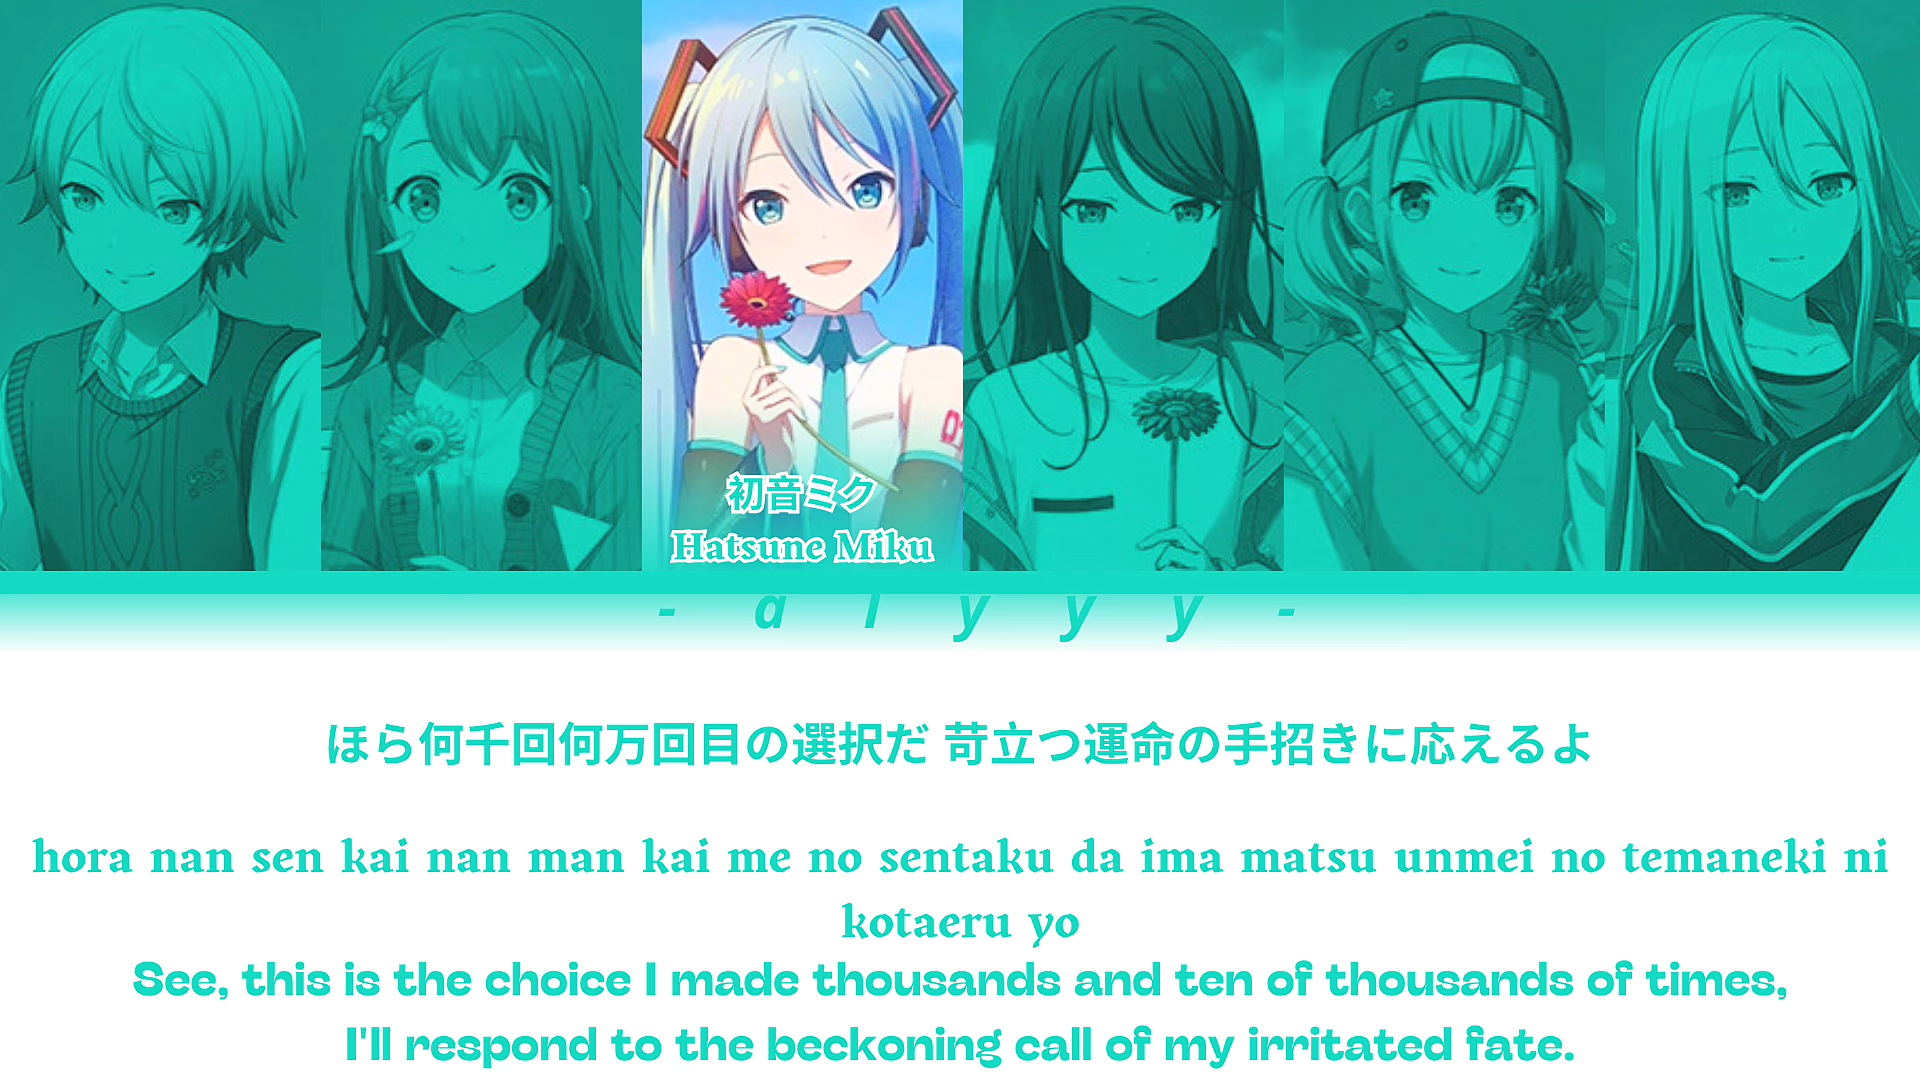 初音ミク
Hatsune Miku
01
- alyyy -
ほら何千回何万回目の選択だ 苛立つ運命の手招きに応えるよ
hora nan sen kai nan man kai me no sentaku da ima matsu unmei no temaneki ni
kotaeru yo
See, this is the choice I made thousands and ten of thousands of times,
I'll respond to the beckoning call of my irritated fate.